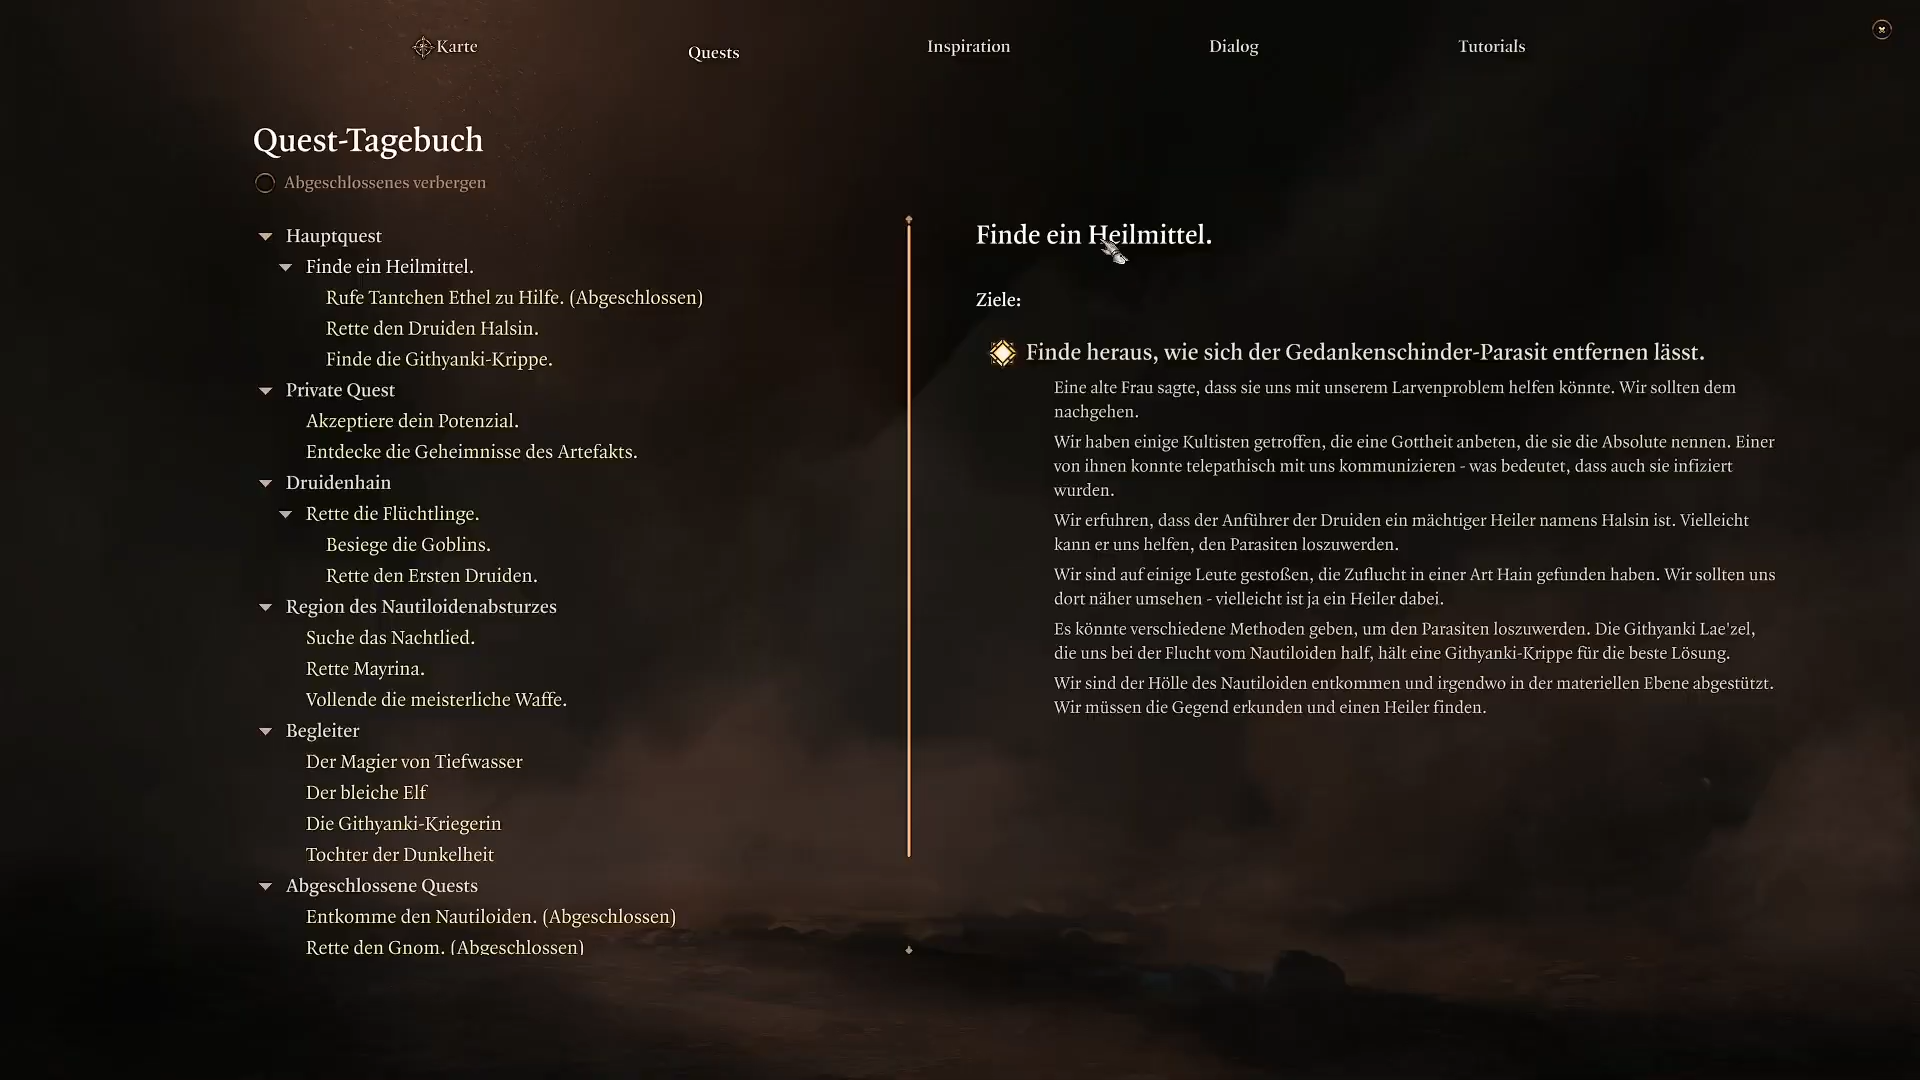 Karte
Quests
Inspiration
Dialog
Tutorials
Quest-Tagebuch
Abgeschlossenes verbergen
Hauptquest
Finde ein Heilmittel.
Rufe Tantchen Ethel zu Hilfe. (Abgeschlossen)
Rette den Druiden Halsin.
Finde die Githyanki-Krippe.
Private Quest
Akzeptiere dein Potenzial.
Entdecke die Geheimnisse des Artefakts.
Druidenhain
Rette die Flüchtlinge.
Besiege die Goblins.
Rette den Ersten Druiden.
Region des Nautiloidenabsturzes
Suche das Nachtlied.
Rette Mayrina.
Vollende die meisterliche Waffe.
Begleiter
Der Magier von Tiefwasser
Der bleiche Elf
Die Githyanki-Kriegerin
Tochter der Dunkelheit
Abgeschlossene Quests
Entkomme den Nautiloiden. (Abgeschlossen)
Rette den Gnom. (Abgeschlossen)
Finde ein Heilmittel.
Ziele:
Finde heraus, wie sich der Gedankenschinder-Parasit entfernen lässt.
Eine alte Frau sagte, dass sie uns mit unserem Larvenproblem helfen könnte. Wir sollten dem
nachgehen.
Wir haben einige Kultisten getroffen, die eine Gottheit anbeten, die sie die Absolute nennen. Einer
von ihnen konnte telepathisch mit uns kommunizieren - was bedeutet, dass auch sie infiziert
wurden.
Wir erfuhren, dass der Anführer der Druiden ein mächtiger Heiler namens Halsin ist. Vielleicht
kann er uns helfen, den Parasiten loszuwerden.
Wir sind auf einige Leute gestoßen, die Zuflucht in einer Art Hain gefunden haben. Wir sollten uns
dort näher umsehen - vielleicht ist ja ein Heiler dabei.
Es könnte verschiedene Methoden geben, um den Parasiten loszuwerden. Die Githyanki Lae'zel,
die uns bei der Flucht vom Nautiloiden half, hält eine Githyanki-Krippe für die beste Lösung.
Wir sind der Hölle des Nautiloiden entkommen und irgendwo in der materiellen Ebene abgestützt.
Wir müssen die Gegend erkunden und einen Heiler finden.